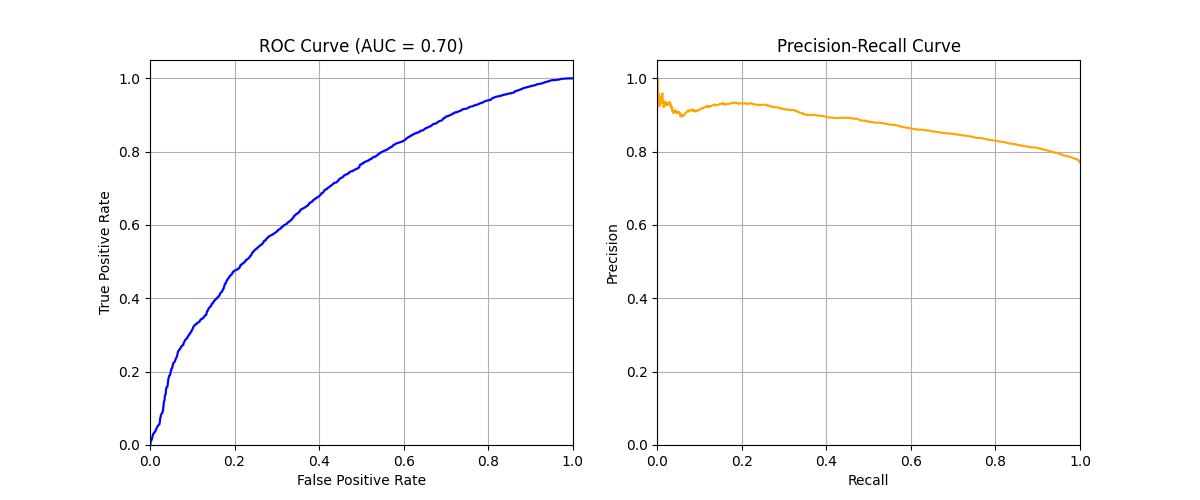 ROC Curve (AUC = 0.70)
1.0
0.8
0.6
0.4
0.2
0.0
True Positive Rate
0.0 0.2 0.4 0.6 0.8 1.0
False Positive Rate
Precision-Recall Curve
1.0
0.8
0.6
0.4
0.2
0.0
Precision
0.0 0.2 0.4 0.6 0.8 1.0
Recall